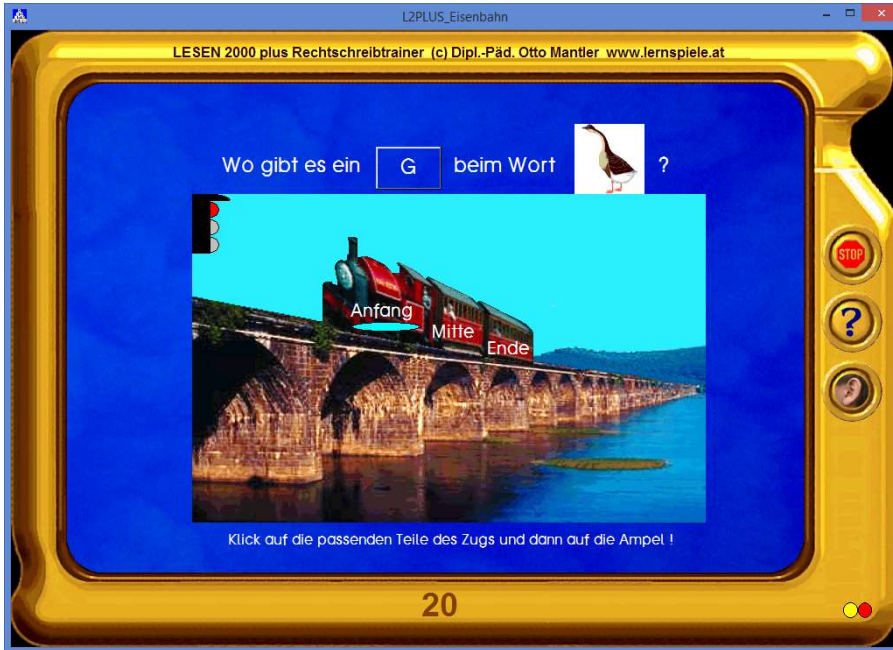 L2PLUS_Eisenbahn
LESEN 2000 plus Rechtschreibtrainer (c) Dipl.-Päd. Otto Mantler www.lernspiele.at
Wo gibt es ein G beim Wort ?
Anfang
Mitte
Ende
STOP
?
Klick auf die passenden Teile des Zugs und dann auf die Ampel !
20